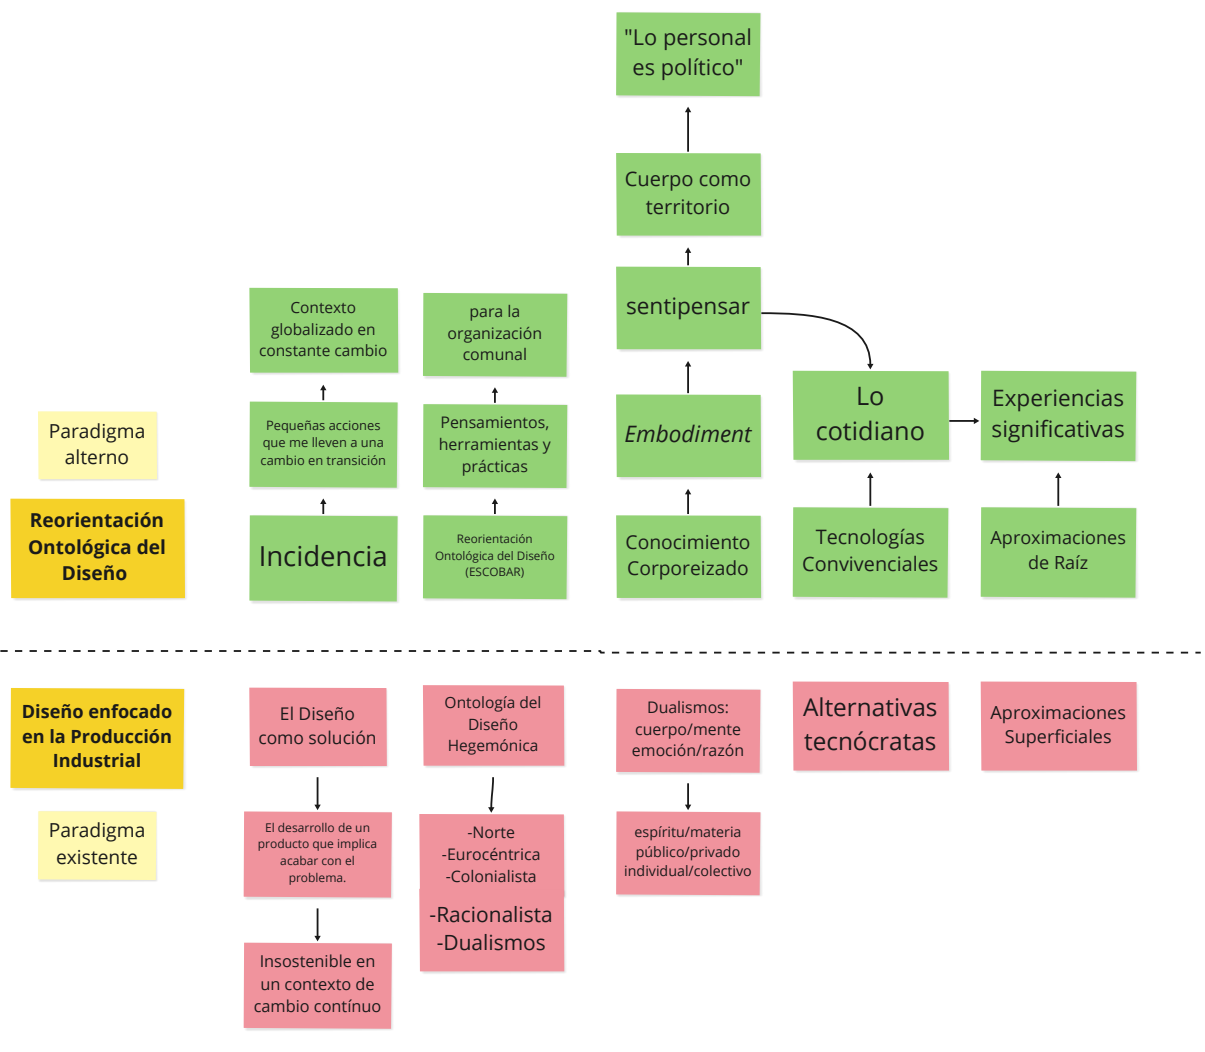 "Lo personal
es político"
Cuerpo como
territorio
sentipensar
Contexto
globalizado en
constante cambio
para la
organización
comunal
Lo
cotidiano
Experiencias
significativas
Paradigma
alterno
Pequeñas acciones
que me lleven a una
cambio en transición
Pensamientos,
herramientas y
prácticas
Embodiment
Reorientación
Ontológica del
Diseño
Incidencia
Reorientación
Ontológica del Diseño
(ESCOBAR)
Conocimiento
Corporeizado
Tecnologías
Convivenciales
Aproximaciones
de Raíz
Diseño enfocado
en la Producción
Industrial
El Diseño
como solución
Ontología del
Diseño
Hegemónica
Dualismos:
cuerpo/mente
emoción/razón
Alternativas
tecnócratas
Aproximaciones
Superficiales
Paradigma
existente
El desarrollo de un
producto que implica
acabar con el
problema.
-Norte
-Eurocéntrica
-Colonialista
-Racionalista
-Dualismos
espíritu/materia
público/privado
individual/colectivo
Insostenible en
un contexto de
cambio contínuo